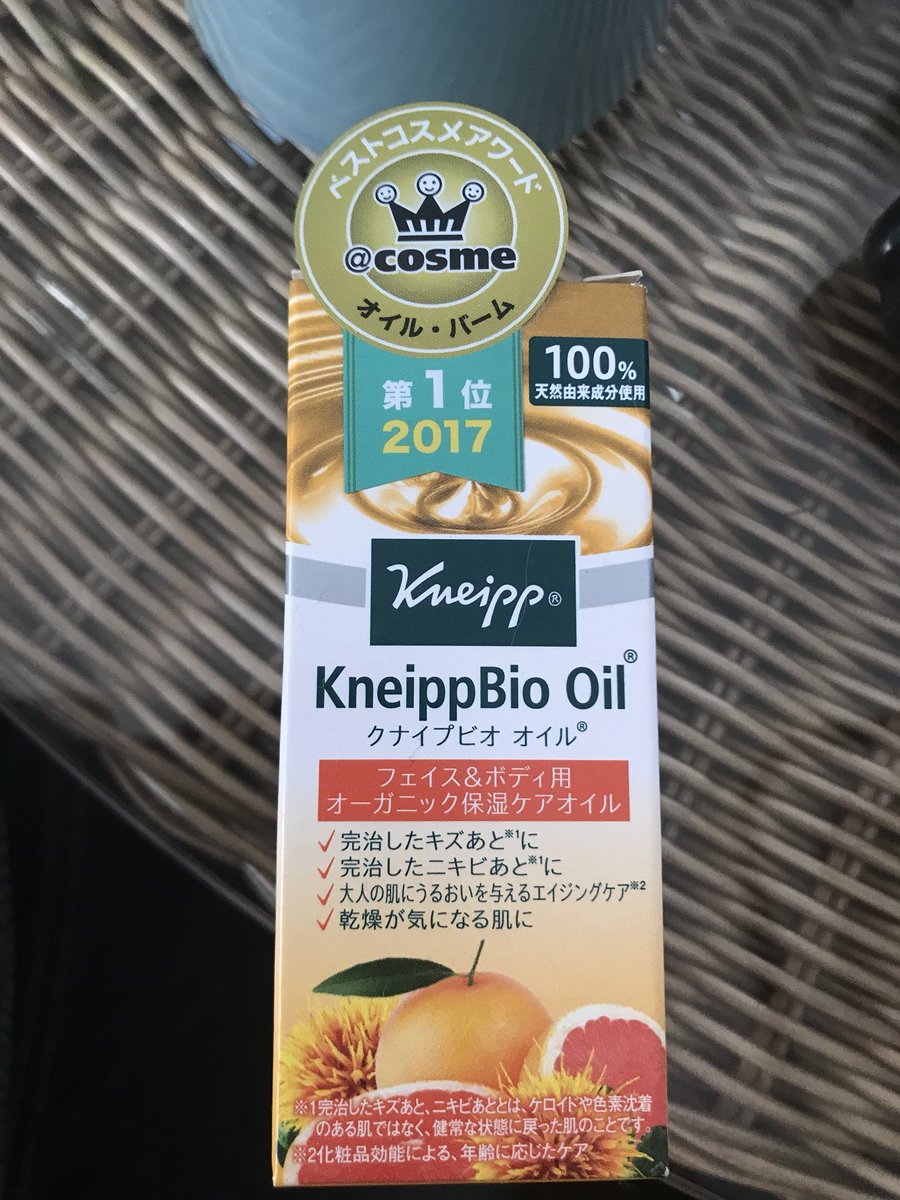 ベストコスメアワード
@cosme
オイル・バーム
第1位
2017
100%
天然由来成分使用
Kneipp®
KneippBio Oil®
クナイプビオ オイル®
フェイス&ボディ用
オーガニック保湿ケアオイル
✓完治したキズあと※1に
✓完治したニキビあと※1に
✓大人の肌にうるおいを与えるエイジングケア※2
✓乾燥が気になる肌に
※1完治したキズあと、ニキビあととは、ケロイドや色素沈着
のある肌ではなく、健常な状態に戻った肌のことです。
※2化粧品効能による、年齢に応じたケア